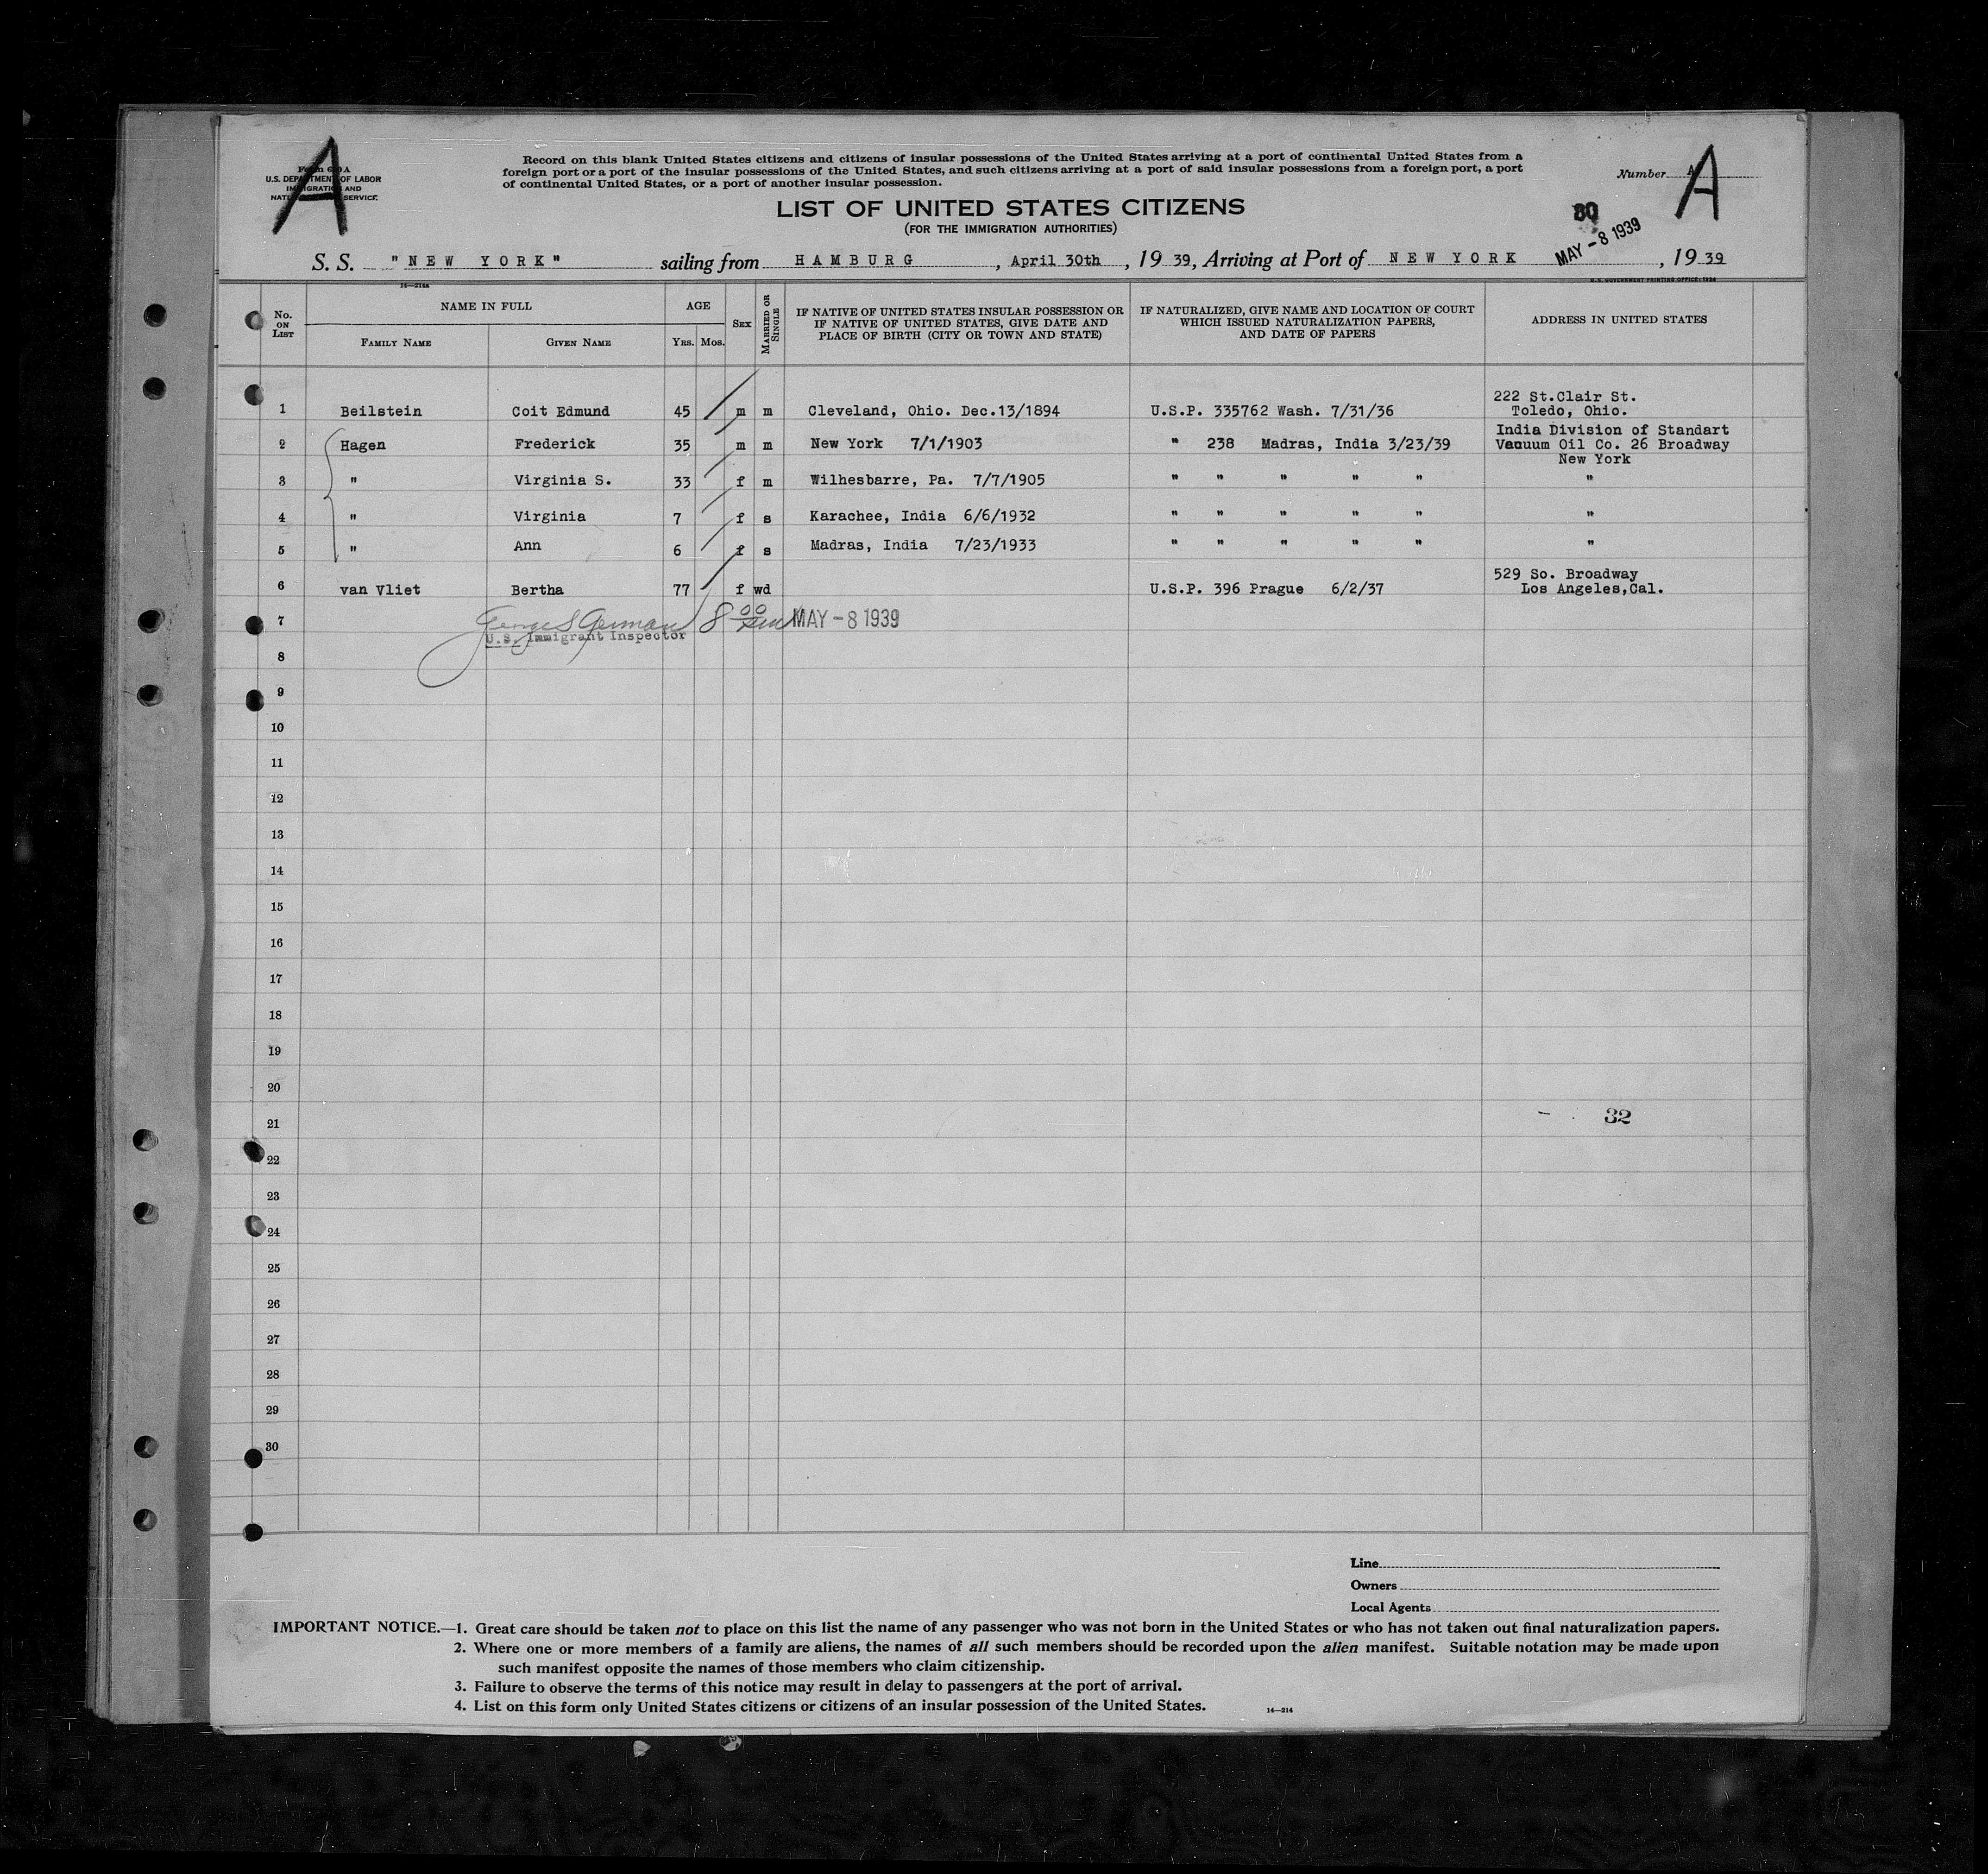 A
Form 630 A
U.S. DEPARTMENT OF LABOR
IMMIGRATION AND
NATURALIZATION SERVICE
Record on this blank United States citizens and citizens of insular possessions of the United States arriving at a port of continental United States from a
foreign port or a port of the insular possessions of the United States, and such citizens arriving at a port of said insular possessions from a foreign port, a port
of continental United States, or a port of another insular possession.
Number A
LIST OF UNITED STATES CITIZENS
(FOR THE IMMIGRATION AUTHORITIES)
80
MAY - 8 1939
S. S. "NEW YORK" sailing from HAMBURG, April 30th, 19 39, Arriving at Port of NEW YORK, 19 39
16—214A
U. S. GOVERNMENT PRINTING OFFICE: 1934
No. ON LIST
NAME IN FULL
FAMILY NAME GIVEN NAME
AGE
YRS. MOS.
SEX
MARRIED OR SINGLE
IF NATIVE OF UNITED STATES INSULAR POSSESSION OR
IF NATIVE OF UNITED STATES, GIVE DATE AND
PLACE OF BIRTH (CITY OR TOWN AND STATE)
IF NATURALIZED, GIVE NAME AND LOCATION OF COURT
WHICH ISSUED NATURALIZATION PAPERS,
AND DATE OF PAPERS
ADDRESS IN UNITED STATES
222 St.Clair St.
1 Beilstein Coit Edmund 45 m m Cleveland, Ohio. Dec.13/1894 U.S.P. 335762 Wash. 7/31/36 Toledo, Ohio.
India Division of Standart
2 Hagen Frederick 35 m m New York 7/1/1903 " 238 Madras, India 3/23/39 Vacuum Oil Co. 26 Broadway
New York
3 " Virginia S. 33 f m Wilhesbarre, Pa. 7/7/1905 " " " " " "
4 " Virginia 7 f s Karachee, India 6/6/1932 " " " " " "
5 " Ann 6 f s Madras, India 7/23/1933 " " " " " "
529 So. Broadway
6 van Vliet Bertha 77 f wd U.S.P. 396 Prague 6/2/37 Los Angeles,Cal.
7 George S German 8 00 am MAY - 8 1939
U.S. Immigrant Inspector
8
9
10
11
12
13
14
15
16
17
18
19
20
21 32
22
23
24
25
26
27
28
29
30
Line
Owners
Local Agents
IMPORTANT NOTICE.—1. Great care should be taken not to place on this list the name of any passenger who was not born in the United States or who has not taken out final naturalization papers.
2. Where one or more members of a family are aliens, the names of all such members should be recorded upon the alien manifest. Suitable notation may be made upon
such manifest opposite the names of those members who claim citizenship.
3. Failure to observe the terms of this notice may result in delay to passengers at the port of arrival.
4. List on this form only United States citizens or citizens of an insular possession of the United States.
14—214